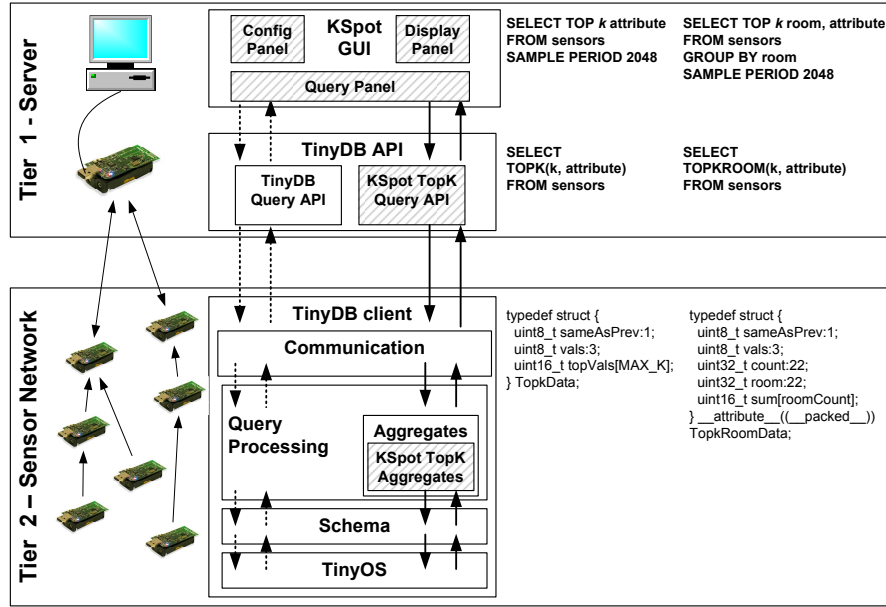 Tier 1 - Server
Config
Panel
KSpot
GUI
Display
Panel
Query Panel
TinyDB API
TinyDB
Query API
KSpot TopK
Query API
SELECT TOP k attribute
FROM sensors
SAMPLE PERIOD 2048
SELECT TOP k room, attribute
FROM sensors
GROUP BY room
SAMPLE PERIOD 2048
SELECT
TOPK(k, attribute)
FROM sensors
SELECT
TOPKROOM(k, attribute)
FROM sensors
Tier 2 – Sensor Network
TinyDB client
Communication
Query
Processing
Aggregates
KSpot TopK
Aggregates
Schema
TinyOS
typedef struct {
uint8_t sameAsPrev:1;
uint8_t vals:3;
uint16_t topVals[MAX_K];
} TopkData;
typedef struct {
uint8_t sameAsPrev:1;
uint8_t vals:3;
uint32_t count:22;
uint32_t room:22;
uint16_t sum[roomCount];
} __attribute__((__packed__))
TopkRoomData;